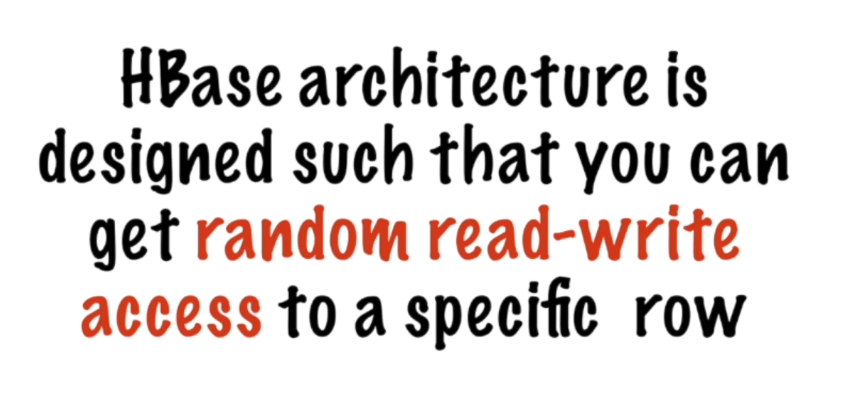 HBase architecture is
designed such that you can
get random read-write
access to a specific row